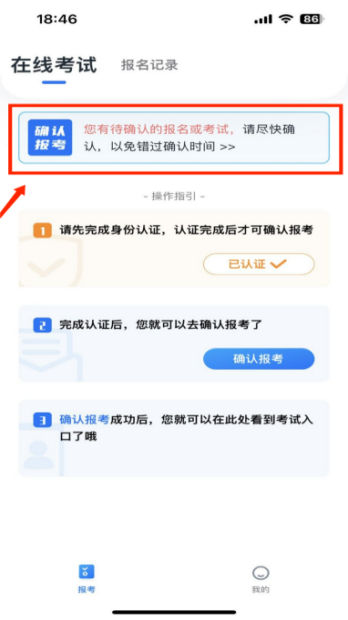 18:46
86
在线考试 报名记录
确认
报考
您有待确认的报名或考试，请尽快确
认，以免错过确认时间 >>
- 操作指引 -
1 请先完成身份认证，认证完成后才可确认报考
已认证
2 完成认证后，您就可以去确认报考了
确认报考
3 确认报考成功后，您就可以在此处看到考试入
口了哦
报考
我的